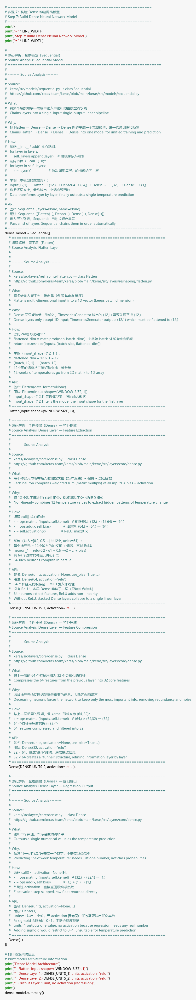 # ============================================================
# 步骤 7：构建 Dense 神经网络模型
# Step 7: Build Dense Neural Network Model
# ============================================================
print()
print("=" * LINE_WIDTH)
print("Step 7: Build Dense Neural Network Model")
print("=" * LINE_WIDTH)

# ================================================================
# 源码解析：顺序模型（Sequential）
# Source Analysis: Sequential Model
# ================================================================
#
# -------- Source Analysis --------
#
# Source:
#   keras/src/models/sequential.py → class Sequential
#   https://github.com/keras-team/keras/blob/main/keras/src/models/sequential.py
#
# What:
#   将多个层按顺序串联成单输入单输出的直线型流水线
#   Chains layers into a single-input single-output linear pipeline
#
# Why:
#   把 Flatten → Dense → Dense → Dense 四步串成一个完整模型，统一管理训练和预测
#   Chains Flatten → Dense → Dense → Dense into one model for unified training and prediction
#
# How:
#   源码 __init__ / add() 核心逻辑：
#   for layer in layers:
#       self._layers.append(layer)    # 按顺序存入列表
#   前向传播（__call__）时：
#   for layer in self._layers:
#       x = layer(x)                  # 依次调用每层，输出传给下一层
#
#   举例（本模型的数据流）：
#   input(12,1) → Flatten → (12,) → Dense64 → (64,) → Dense32 → (32,) → Dense1 → (1,)
#   数据逐层变换，最终输出一个温度预测值
#   Data transforms layer by layer, finally outputs a single temperature prediction
#
# API:
#   签名: Sequential(layers=None, name=None)
#   用法: Sequential([Flatten(...), Dense(...), Dense(...), Dense(1)])
#   传入层的列表，Sequential 自动按顺序串联
#   Pass a list of layers, Sequential chains them in order automatically
# ================================================================
dense_model = Sequential([
    # ================================================================
    # 源码解析：展平层（Flatten）
    # Source Analysis: Flatten Layer
    # ================================================================
    #
    # -------- Source Analysis --------
    #
    # Source:
    #   keras/src/layers/reshaping/flatten.py → class Flatten
    #   https://github.com/keras-team/keras/blob/main/keras/src/layers/reshaping/flatten.py
    #
    # What:
    #   将多维输入展平为一维向量（保留 batch 维度）
    #   Flattens multi-dimensional input into a 1D vector (keeps batch dimension)
    #
    # Why:
    #   Dense 层只能接受一维输入，TimeseriesGenerator 输出的 (12,1) 需要先展平成 (12,)
    #   Dense layers only accept 1D input; TimeseriesGenerator outputs (12,1) which must be flattened to (12,)
    #
    # How:
    #   源码 call() 核心逻辑：
    #   flattened_dim = math.prod(non_batch_dims)   # 将除 batch 外所有维度相乘
    #   return ops.reshape(inputs, (batch_size, flattened_dim))
    #
    #   举例（input_shape=(12, 1)）：
    #   flattened_dim = 12 × 1 = 12
    #   (batch, 12, 1) → (batch, 12)
    #   12个周的温度从二维矩阵变成一维数组
    #   12 weeks of temperatures go from 2D matrix to 1D array
    #
    # API:
    #   签名: Flatten(data_format=None)
    #   用法: Flatten(input_shape=(WINDOW_SIZE, 1))
    #   input_shape=(12,1) 告诉模型第一层的输入形状
    #   input_shape=(12,1) tells the model the input shape for the first layer
    # ================================================================
    Flatten(input_shape=(WINDOW_SIZE, 1)),

    # ================================================================
    # 源码解析：全连接层（Dense）— 特征提取
    # Source Analysis: Dense Layer — Feature Extraction
    # ================================================================
    #
    # -------- Source Analysis --------
    #
    # Source:
    #   keras/src/layers/core/dense.py → class Dense
    #   https://github.com/keras-team/keras/blob/main/keras/src/layers/core/dense.py
    #
    # What:
    #   每个神经元与所有输入做加权求和（矩阵乘法）+ 偏置 + 激活函数
    #   Each neuron computes weighted sum (matrix multiply) of all inputs + bias + activation
    #
    # Why:
    #   将 12 个温度值进行非线性组合，提取出温度变化的隐含模式
    #   Non-linearly combines 12 temperature values to extract hidden patterns of temperature change
    #
    # How:
    #   源码 call() 核心逻辑：
    #   x = ops.matmul(inputs, self.kernel)   # 矩阵乘法: (12,) × (12,64) → (64,)
    #   x = ops.add(x, self.bias)             # 加偏置: (64,) + (64,) → (64,)
    #   x = self.activation(x)                # ReLU: max(0, x)
    #
    #   举例（输入=[0.2, 0.5, ...] 共12个, units=64）：
    #   每个神经元 = 12个输入的加权和 + 偏置，再过 ReLU
    #   neuron_1 = relu(0.2×w1 + 0.5×w2 + ... + bias)
    #   共 64 个这样的神经元并行计算
    #   64 such neurons compute in parallel
    #
    # API:
    #   签名: Dense(units, activation=None, use_bias=True, ...)
    #   用法: Dense(64, activation='relu')
    #   64 个神经元提取特征，ReLU 引入非线性
    #   没有 ReLU，多层 Dense 等价于一层（只能拟合直线）
    #   64 neurons extract features, ReLU adds non-linearity
    #   Without ReLU, stacked Dense layers collapse to a single linear layer
    # ================================================================
    Dense(DENSE_UNITS_1, activation='relu'),

    # ================================================================
    # 源码解析：全连接层（Dense）— 特征压缩
    # Source Analysis: Dense Layer — Feature Compression
    # ================================================================
    #
    # -------- Source Analysis --------
    #
    # Source:
    #   keras/src/layers/core/dense.py → class Dense
    #   https://github.com/keras-team/keras/blob/main/keras/src/layers/core/dense.py
    #
    # What:
    #   将上一层的 64 个特征压缩为 32 个更核心的特征
    #   Compresses the 64 features from the previous layer into 32 core features
    #
    # Why:
    #   递减神经元迫使网络筛选最重要的信息，去除冗余和噪声
    #   Decreasing neurons forces the network to keep only the most important info, removing redundancy and noise
    #
    # How:
    #   与上一层相同的逻辑，但 kernel 形状变为 (64, 32)：
    #   x = ops.matmul(inputs, self.kernel)   # (64,) × (64,32) → (32,)
    #   64 个特征被压缩筛选为 32 个
    #   64 features compressed and filtered into 32
    #
    # API:
    #   签名: Dense(units, activation=None, use_bias=True, ...)
    #   用法: Dense(32, activation='relu')
    #   32 < 64，形成"漏斗"结构，逐层提炼信息
    #   32 < 64 creates a "funnel" structure, refining information layer by layer
    # ================================================================
    Dense(DENSE_UNITS_2, activation='relu'),

    # ================================================================
    # 源码解析：全连接层（Dense）— 回归输出
    # Source Analysis: Dense Layer — Regression Output
    # ================================================================
    #
    # -------- Source Analysis --------
    #
    # Source:
    #   keras/src/layers/core/dense.py → class Dense
    #   https://github.com/keras-team/keras/blob/main/keras/src/layers/core/dense.py
    #
    # What:
    #   输出单个数值，作为温度预测结果
    #   Outputs a single numerical value as the temperature prediction
    #
    # Why:
    #   预测"下一周气温"只需要一个数字，不需要分类概率
    #   Predicting "next week temperature" needs just one number, not class probabilities
    #
    # How:
    #   源码 call() 中 activation=None 时：
    #   x = ops.matmul(inputs, self.kernel)   # (32,) × (32,1) → (1,)
    #   x = ops.add(x, self.bias)             # (1,) + (1,) → (1,)
    #   # 跳过 activation，直接返回原始浮点数
    #   # activation step skipped, raw float returned directly
    #
    # API:
    #   签名: Dense(units, activation=None, ...)
    #   用法: Dense(1)
    #   units=1 输出一个值，无 activation 因为回归任务需要输出任意实数
    #   加 sigmoid 会限制在 0~1，不适合温度预测
    #   units=1 outputs one value, no activation because regression needs any real number
    #   Adding sigmoid would restrict to 0~1, unsuitable for temperature prediction
    # ================================================================
    Dense(1)
])

# 打印模型架构信息
# Print model architecture information
print("Dense Model Architecture:")
print(f"  Flatten: input_shape=({WINDOW_SIZE}, 1)")
print(f"  Dense Layer 1: {DENSE_UNITS_1} units, activation='relu'")
print(f"  Dense Layer 2: {DENSE_UNITS_2} units, activation='relu'")
print(f"  Output Layer: 1 unit, no activation (regression)")
print()
dense_model.summary()